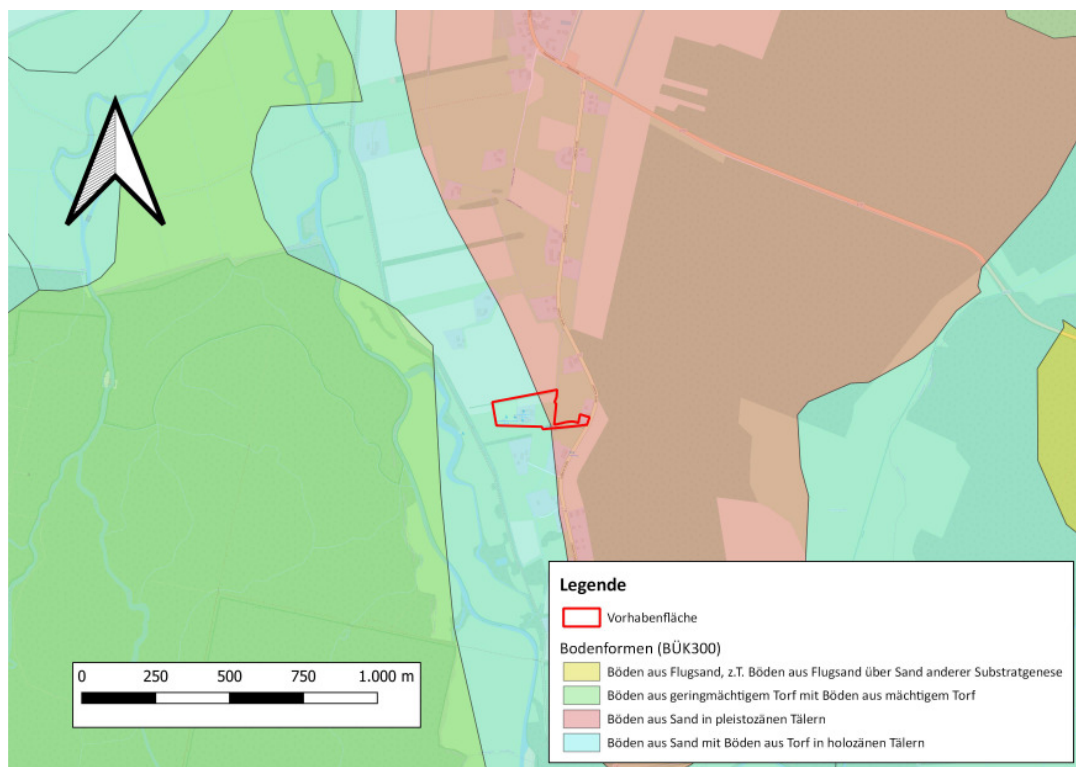 0 250 500 750 1.000 m
Legende
Vorhabenfläche
Bodenformen (BÜK300)
Böden aus Flugsand, z.T. Böden aus Flugsand über Sand anderer Substratgenese
Böden aus geringmächtigem Torf mit Böden aus mächtigem Torf
Böden aus Sand in pleistozänen Tälern
Böden aus Sand mit Böden aus Torf in holozänen Tälern